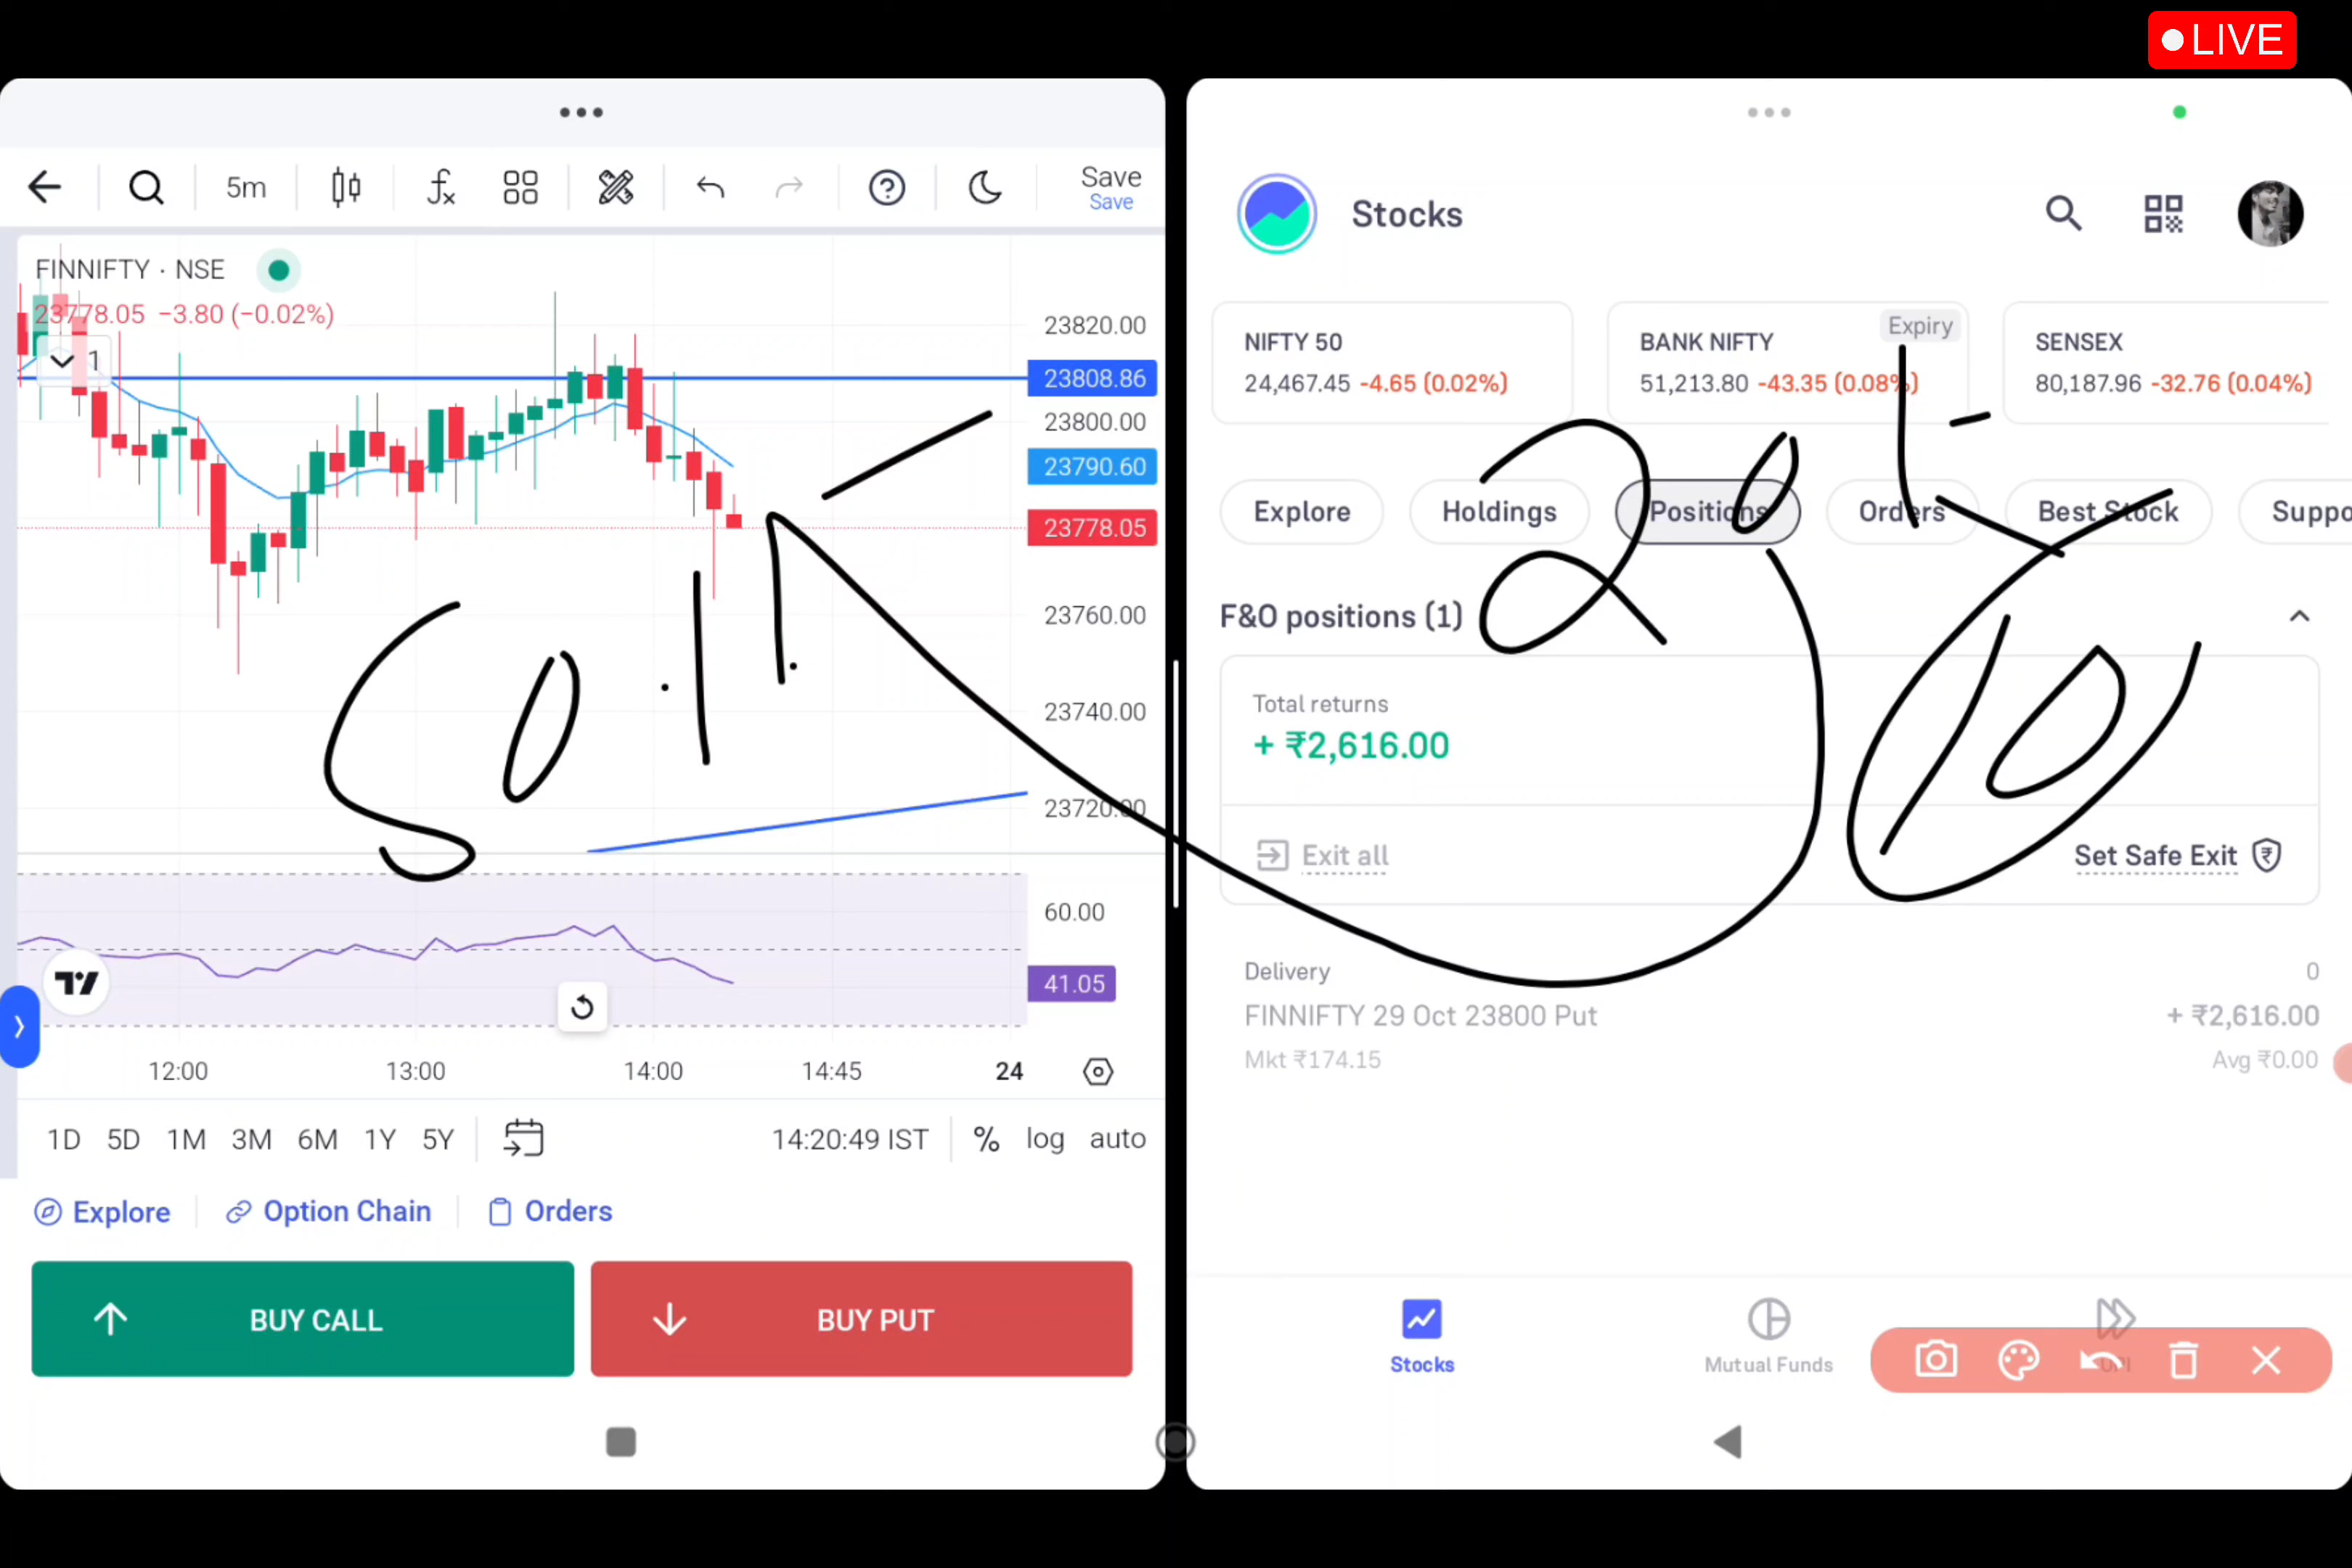 LIVE
5m
Save
Save
FINNIFTY · NSE
23778.05 −3.80 (−0.02%)
1
23820.00
23808.86
23800.00
23790.60
23778.05
23760.00
23740.00
23720.00
60.00
41.05
12:00 13:00 14:00 14:45 24
1D 5D 1M 3M 6M 1Y 5Y 14:20:49 IST % log auto
Explore Option Chain Orders
BUY CALL BUY PUT
Stocks
NIFTY 50
24,467.45 -4.65 (0.02%)
BANK NIFTY Expiry
51,213.80 -43.35 (0.08%)
SENSEX
80,187.96 -32.76 (0.04%)
Explore Holdings Positions Orders Best Stock Suppo
F&O positions (1)
Total returns
+ ₹2,616.00
Exit all Set Safe Exit
Delivery 0
FINNIFTY 29 Oct 23800 Put + ₹2,616.00
Mkt ₹174.15 Avg ₹0.00
Stocks Mutual Funds UPI
10